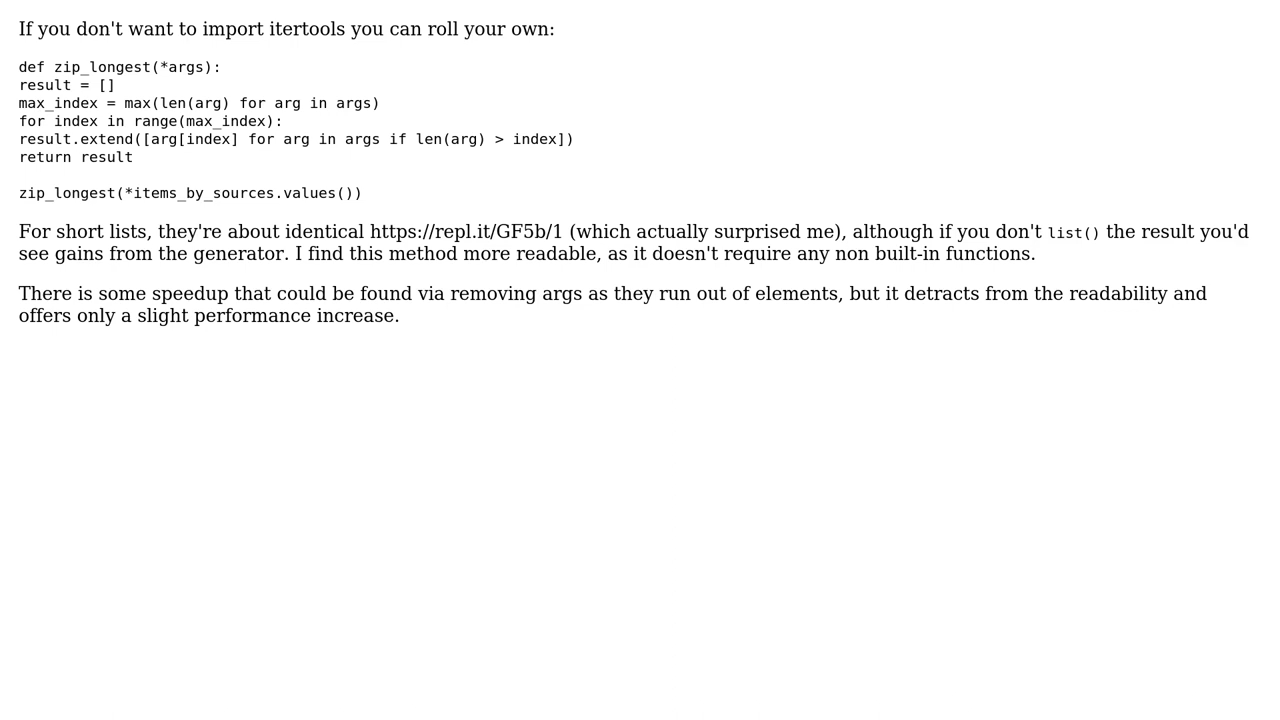 If you don't want to import itertools you can roll your own:
def zip_longest(*args):
result = []
max_index = max(len(arg) for arg in args)
for index in range(max_index):
result.extend([arg[index] for arg in args if len(arg) > index])
return result
zip_longest(*items_by_sources.values())
For short lists, they're about identical https://repl.it/GF5b/1 (which actually surprised me), although if you don't list() the result you'd
see gains from the generator. I find this method more readable, as it doesn't require any non built-in functions.
There is some speedup that could be found via removing args as they run out of elements, but it detracts from the readability and
offers only a slight performance increase.